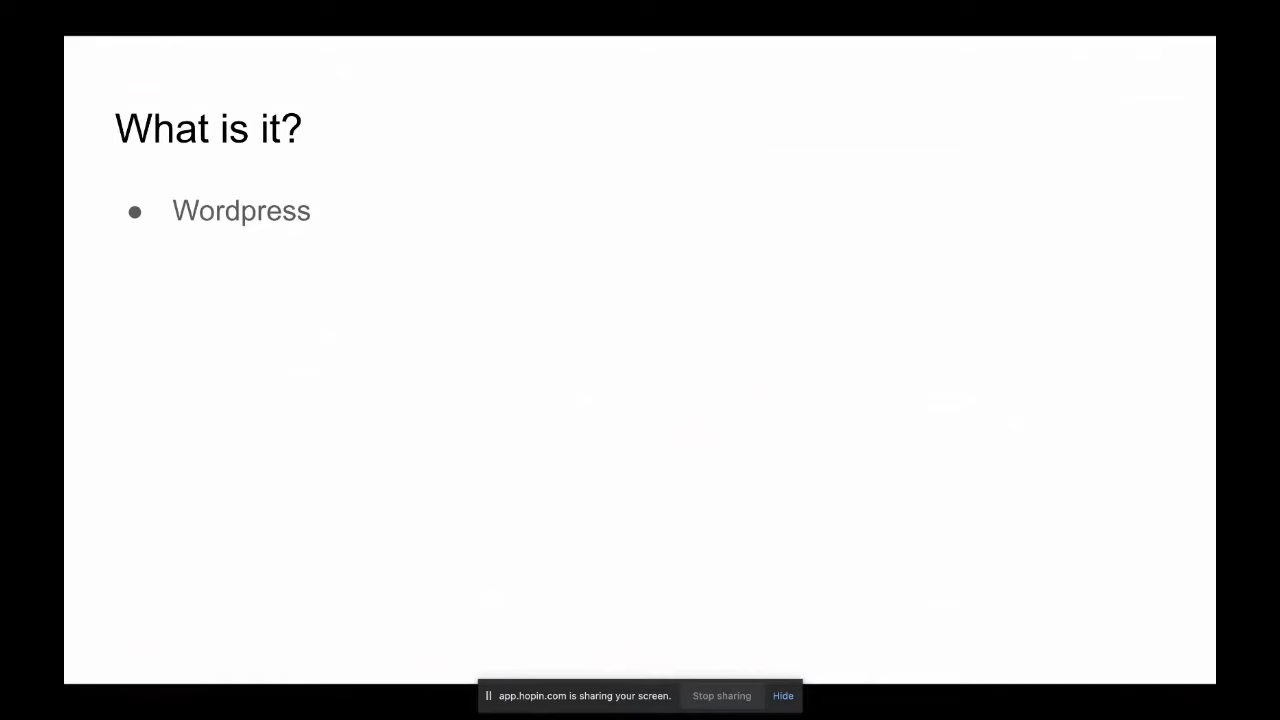 What is it?
● Wordpress
app.hopin.com is sharing your screen. Stop sharing Hide